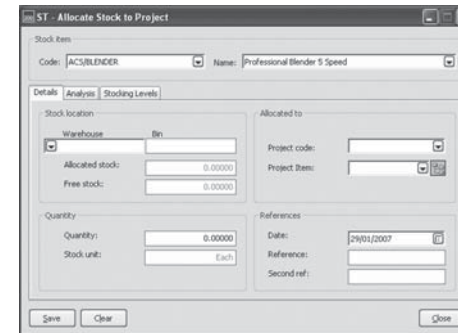 ST - Allocate Stock to Project
Stock item
Code: ACS/BLENDER Name: Professional Blender 5 Speed
Details Analysis Stocking Levels
Stock location
Warehouse Bin
Allocated stock: 0.00000
Free stock: 0.00000
Allocated to
Project code:
Project Item:
Quantity
Quantity: 0.00000
Stock unit: Each
References
Date: 29/01/2007
Reference:
Second ref:
Save Clear Close